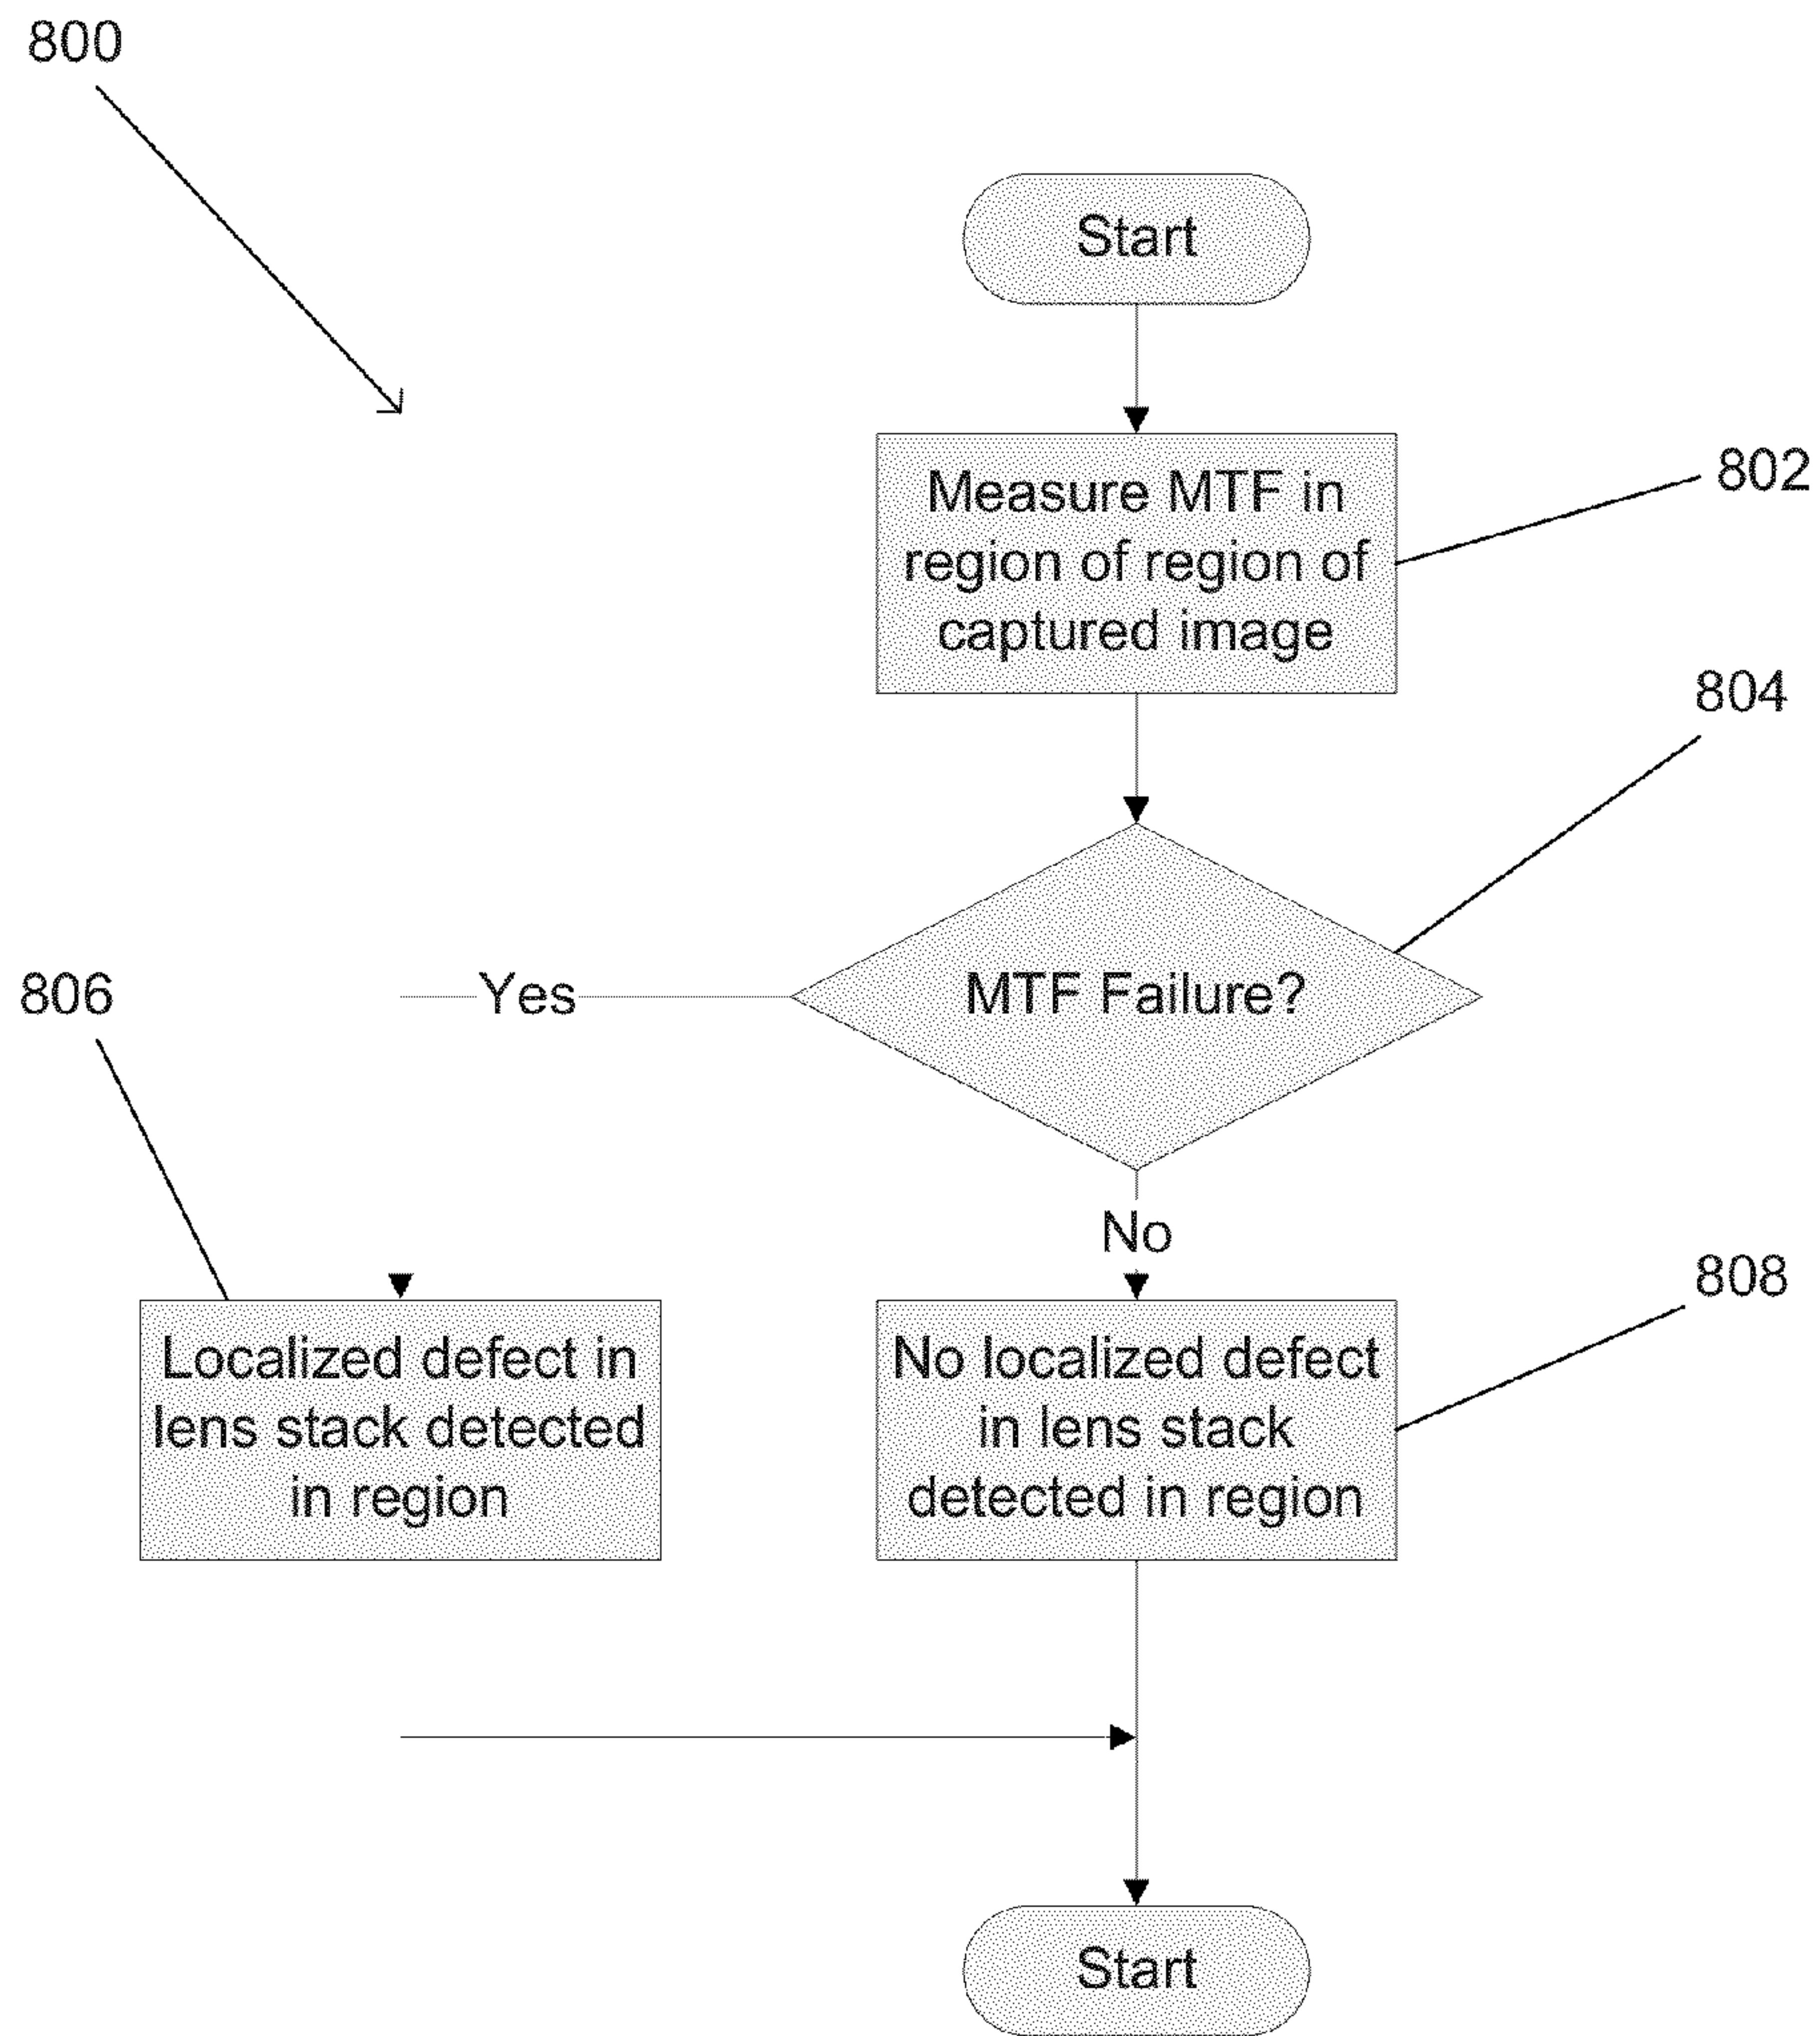 800
Start
Measure MTF in
region of region of
captured image
802
804
MTF Failure?
Yes
806
No
808
Localized defect in
lens stack detected
in region
No localized defect
in lens stack
detected in region
Start